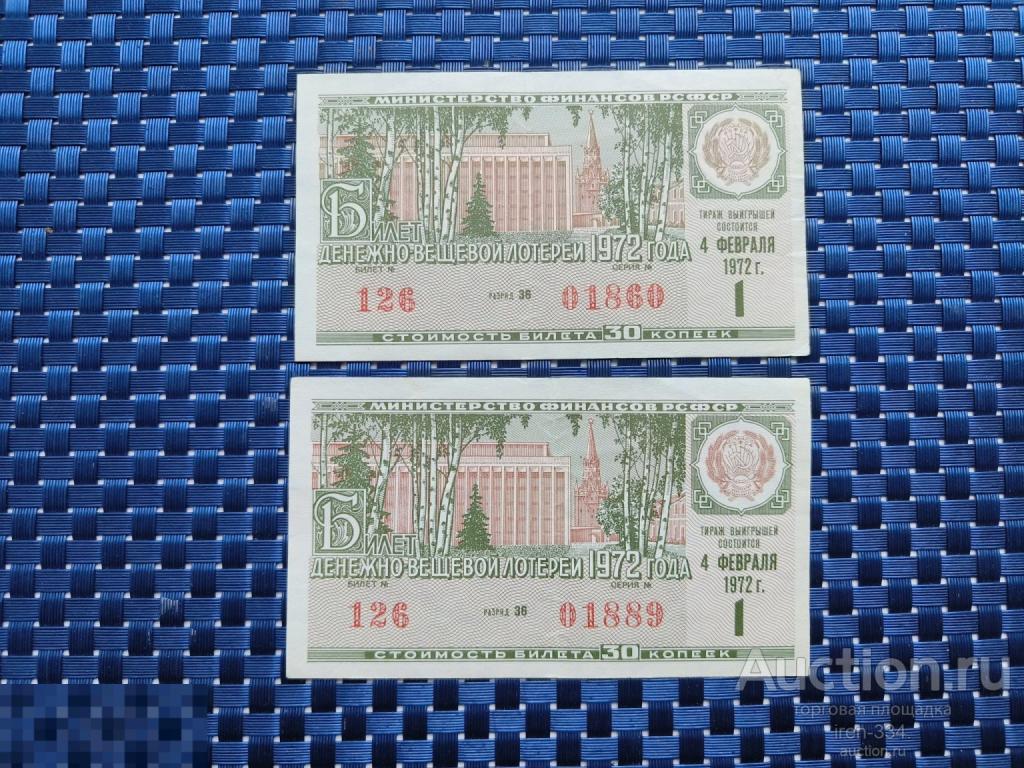 МИНИСТЕРСТВО ФИНАНСОВ РСФСР
БИЛЕТ
ДЕНЕЖНО-ВЕЩЕВОЙ ЛОТЕРЕИ 1972 ГОДА
БИЛЕТ № СЕРИЯ №
126 РАЗРЯД 36 01860
СТОИМОСТЬ БИЛЕТА 30 КОПЕЕК
ТИРАЖ ВЫИГРЫШЕЙ
СОСТОИТСЯ
4 ФЕВРАЛЯ
1972 г.
1
МИНИСТЕРСТВО ФИНАНСОВ РСФСР
БИЛЕТ
ДЕНЕЖНО-ВЕЩЕВОЙ ЛОТЕРЕИ 1972 ГОДА
БИЛЕТ № СЕРИЯ №
126 РАЗРЯД 36 01889
СТОИМОСТЬ БИЛЕТА 30 КОПЕЕК
ТИРАЖ ВЫИГРЫШЕЙ
СОСТОИТСЯ
4 ФЕВРАЛЯ
1972 г.
1
Auction.ru
торговая площадка
iron-334
auction.ru